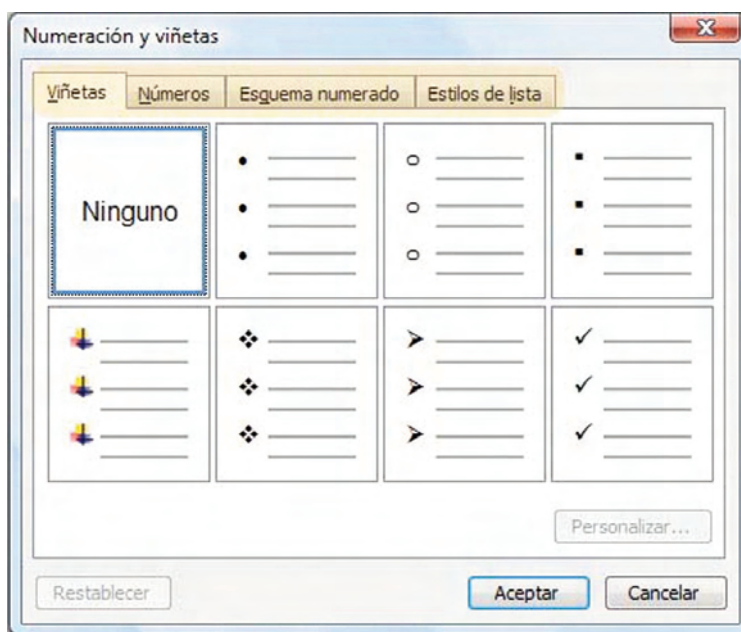 Numeración y viñetas
Viñetas Números Esquema numerado Estilos de lista
Ninguno
Personalizar...
Restablecer Aceptar Cancelar